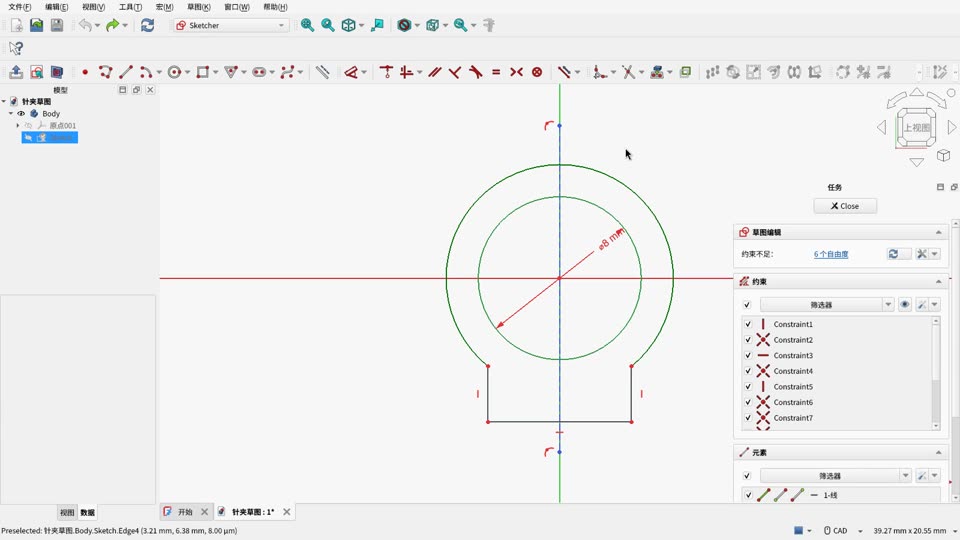 文件(F) 编辑(E) 视图(V) 工具(T) 宏(M) 草图(K) 窗口(W) 帮助(H)
Sketcher
模型
针夹草图
Body
原点001
任务
Close
草图编辑
约束不足:
6 个自由度
约束
筛选器
Constraint1
Constraint2
Constraint3
Constraint4
Constraint5
Constraint6
Constraint7
元素
筛选器
1-线
上视图
⌀8 mm
视图 数据
开始
针夹草图 : 1*
Preselected: 针夹草图.Body.Sketch.Edge4 (3.21 mm, 6.38 mm, 8.00 µm)
CAD
39.27 mm x 20.55 mm